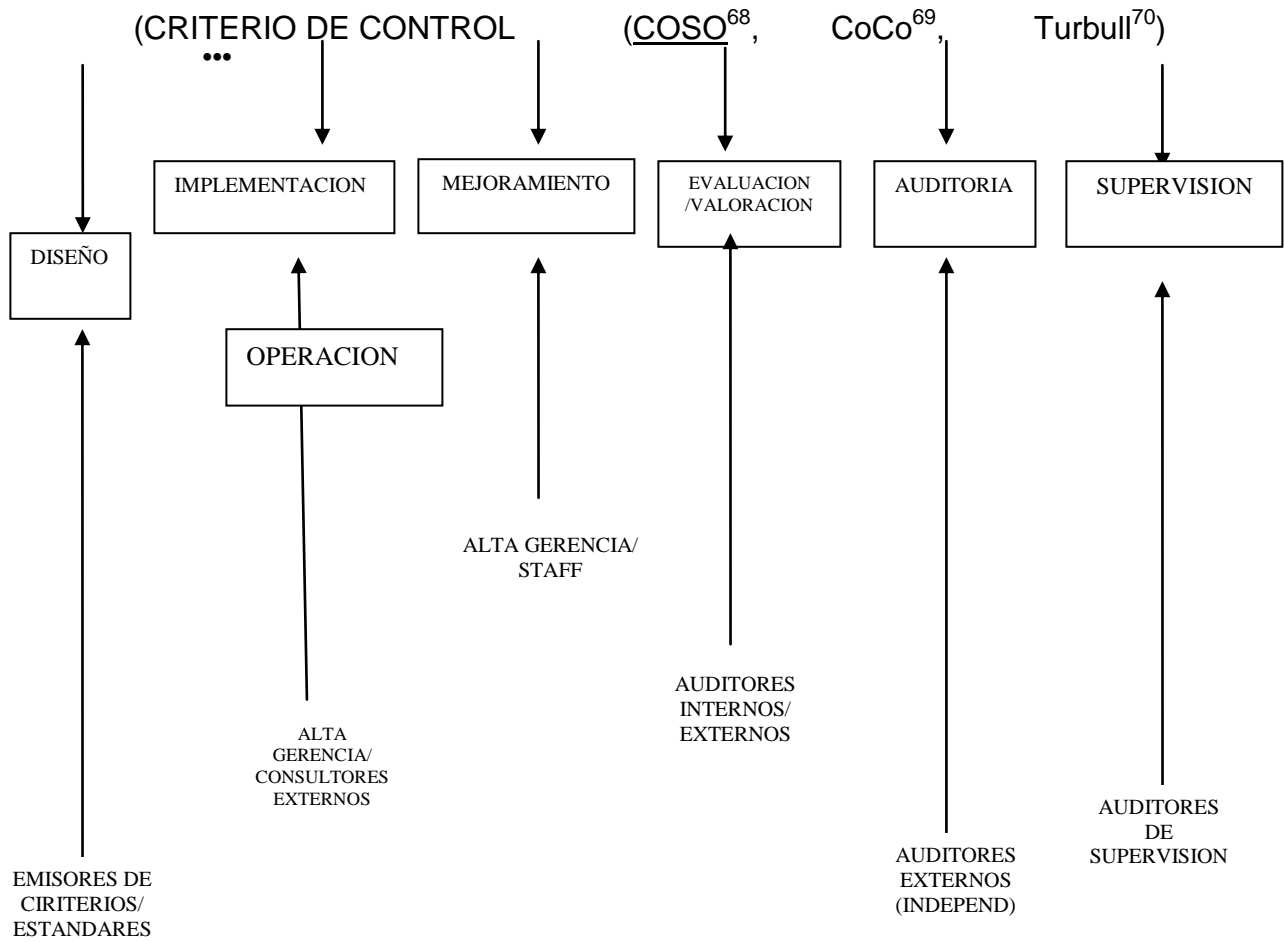 (CRITERIO DE CONTROL (COSO68, CoCo69, Turbull70)
...
IMPLEMENTACION
MEJORAMIENTO
EVALUACION
/VALORACION
AUDITORIA
SUPERVISION
DISEÑO
OPERACION
ALTA GERENCIA/
STAFF
AUDITORES
INTERNOS/
EXTERNOS
ALTA
GERENCIA/
CONSULTORES
EXTERNOS
AUDITORES
DE
SUPERVISION
AUDITORES
EXTERNOS
(INDEPEND)
EMISORES DE
CIRITERIOS/
ESTANDARES